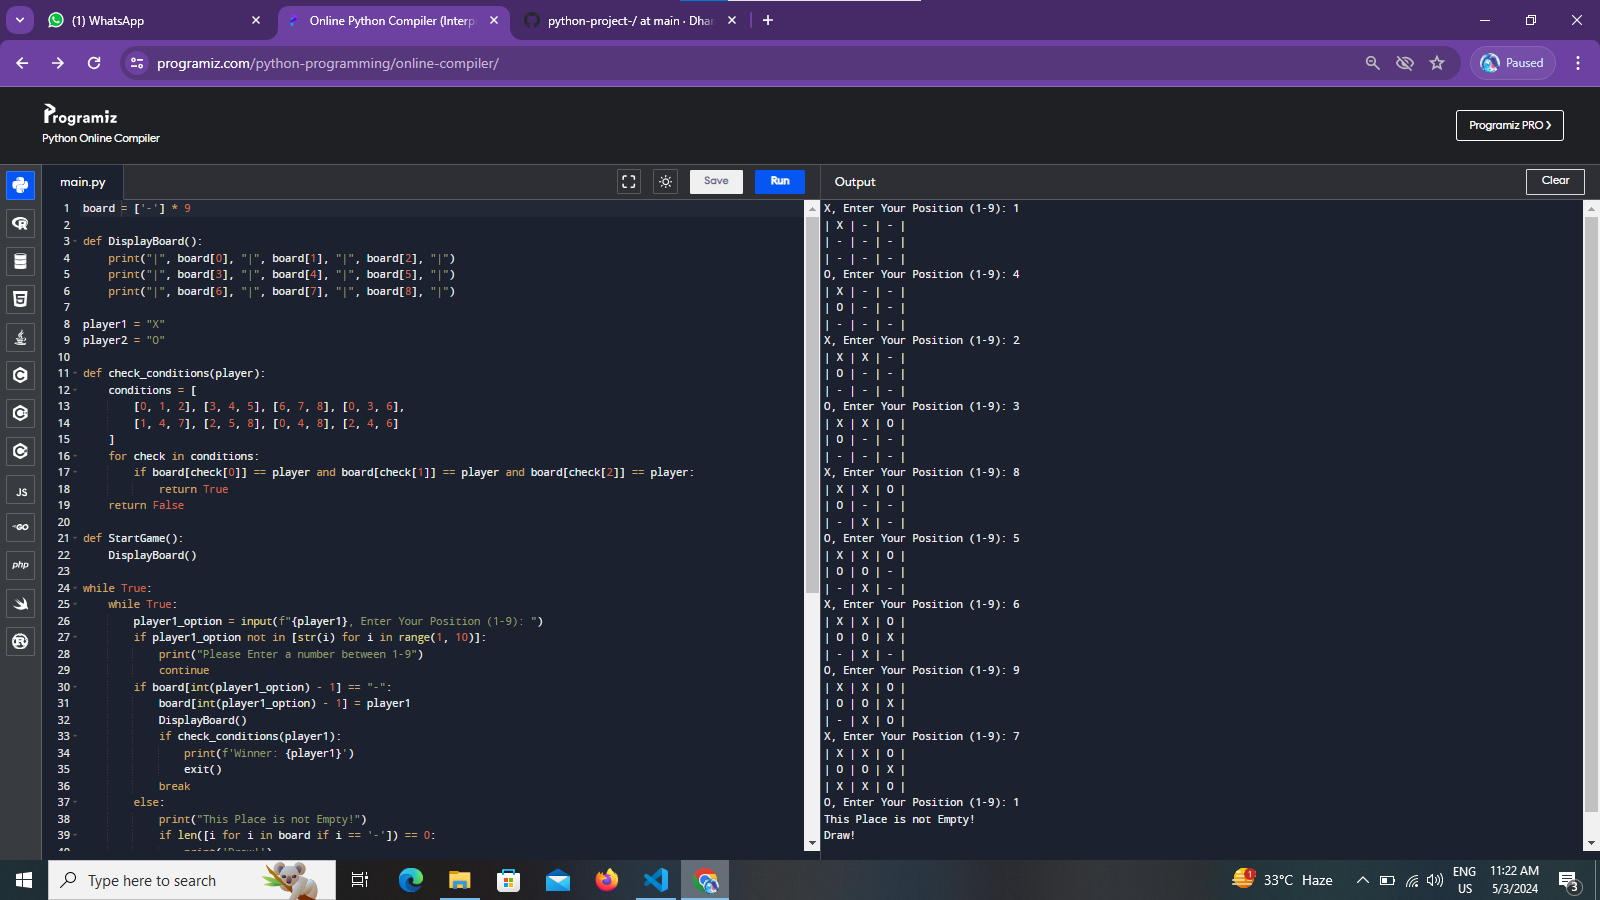 (1) WhatsApp
Online Python Compiler (Interp
python-project-/ at main · Dhar
programiz.com/python-programming/online-compiler/
Paused
Programiz
Python Online Compiler
Programiz PRO
main.py
Save
Run
Output
Clear
1 board = ['-'] * 9
2
3 def DisplayBoard():
4 print("|", board[0], "|", board[1], "|", board[2], "|")
5 print("|", board[3], "|", board[4], "|", board[5], "|")
6 print("|", board[6], "|", board[7], "|", board[8], "|")
7
8 player1 = "X"
9 player2 = "O"
10
11 def check_conditions(player):
12 conditions = [
13 [0, 1, 2], [3, 4, 5], [6, 7, 8], [0, 3, 6],
14 [1, 4, 7], [2, 5, 8], [0, 4, 8], [2, 4, 6]
15 ]
16 for check in conditions:
17 if board[check[0]] == player and board[check[1]] == player and board[check[2]] == player:
18 return True
19 return False
20
21 def StartGame():
22 DisplayBoard()
23
24 while True:
25 while True:
26 player1_option = input(f"{player1}, Enter Your Position (1-9): ")
27 if player1_option not in [str(i) for i in range(1, 10)]:
28 print("Please Enter a number between 1-9")
29 continue
30 if board[int(player1_option) - 1] == "-":
31 board[int(player1_option) - 1] = player1
32 DisplayBoard()
33 if check_conditions(player1):
34 print(f'Winner: {player1}')
35 exit()
36 break
37 else:
38 print("This Place is not Empty!")
39 if len([i for i in board if i == '-']) == 0:
40 print('Draw!')
X, Enter Your Position (1-9): 1
| X | - | - |
| - | - | - |
| - | - | - |
O, Enter Your Position (1-9): 4
| X | - | - |
| O | - | - |
| - | - | - |
X, Enter Your Position (1-9): 2
| X | X | - |
| O | - | - |
| - | - | - |
O, Enter Your Position (1-9): 3
| X | X | O |
| O | - | - |
| - | - | - |
X, Enter Your Position (1-9): 8
| X | X | O |
| O | - | - |
| - | X | - |
O, Enter Your Position (1-9): 5
| X | X | O |
| O | O | - |
| - | X | - |
X, Enter Your Position (1-9): 6
| X | X | O |
| O | O | X |
| - | X | - |
O, Enter Your Position (1-9): 9
| X | X | O |
| O | O | X |
| - | X | O |
X, Enter Your Position (1-9): 7
| X | X | O |
| O | O | X |
| X | X | O |
O, Enter Your Position (1-9): 1
This Place is not Empty!
Draw!
JS
GO
php
Type here to search
1
33°C Haze
ENG
US
11:22 AM
5/3/2024
3